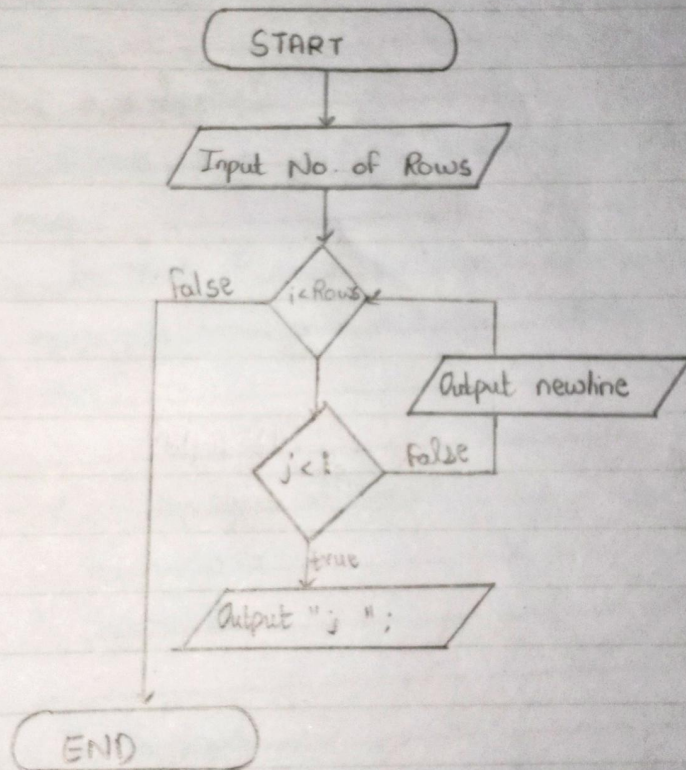 START
Input No. of Rows
False
i<Rows
Output newline
j<i
False
true
Output "j ";
END